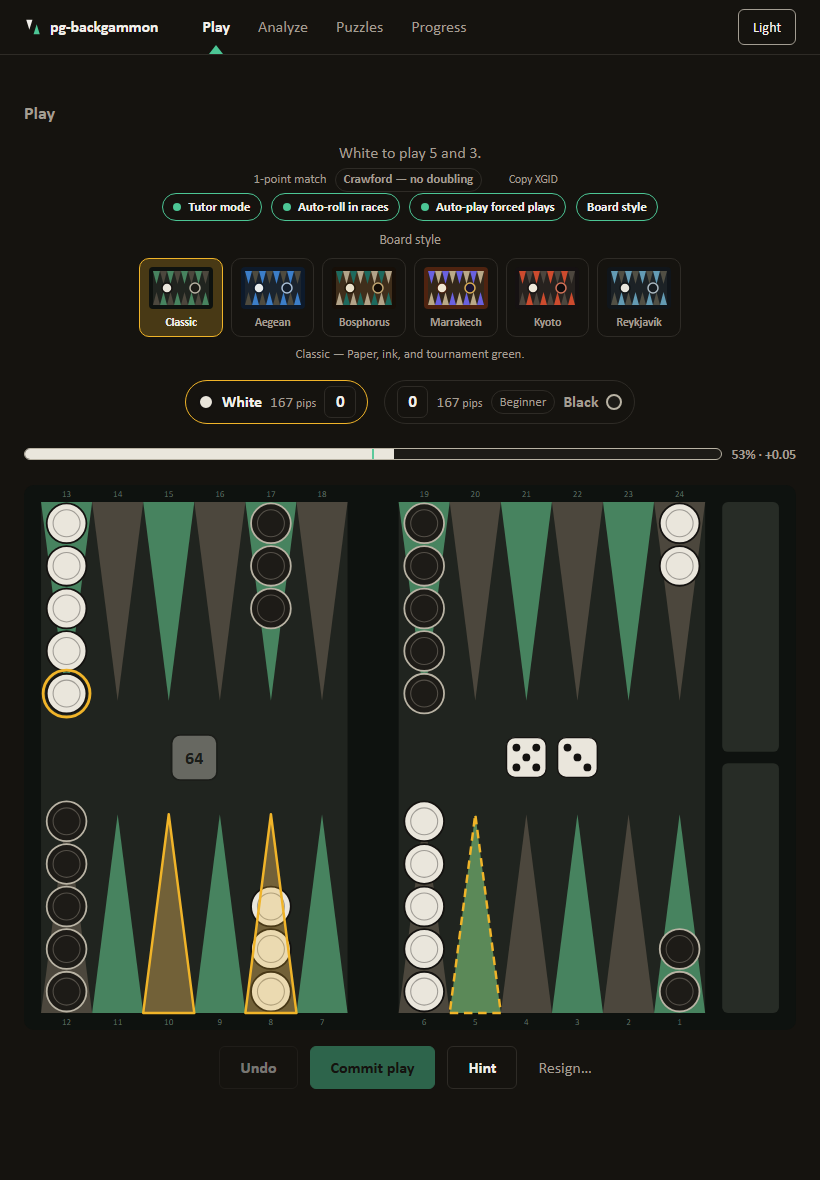 pg-backgammon Play Analyze Puzzles Progress Light
Play
White to play 5 and 3.
1-point match Crawford — no doubling Copy XGID
Tutor mode Auto-roll in races Auto-play forced plays Board style
Board style
Classic Aegean Bosphorus Marrakech Kyoto Reykjavik
Classic — Paper, ink, and tournament green.
White 167 pips 0 0 167 pips Beginner Black
53% · +0.05
13 14 15 16 17 18 19 20 21 22 23 24
64
12 11 10 9 8 7 6 5 4 3 2 1
Undo Commit play Hint Resign...